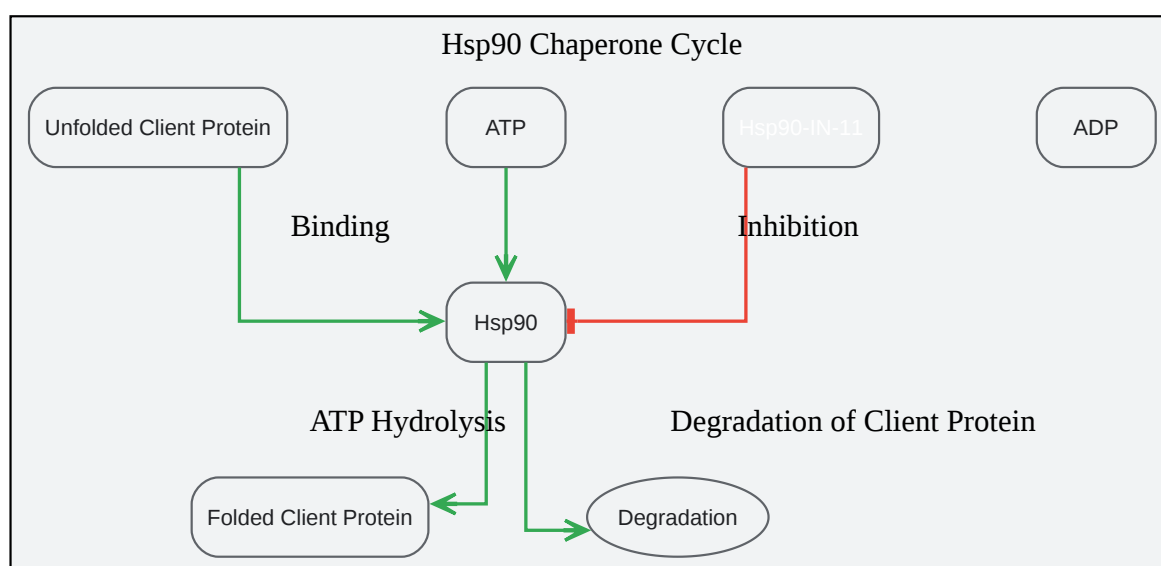 Hsp90 Chaperone Cycle
Unfolded Client Protein
ATP
Hsp90-IN-11
ADP
Binding
Inhibition
Hsp90
ATP Hydrolysis
Degradation of Client Protein
Folded Client Protein
Degradation